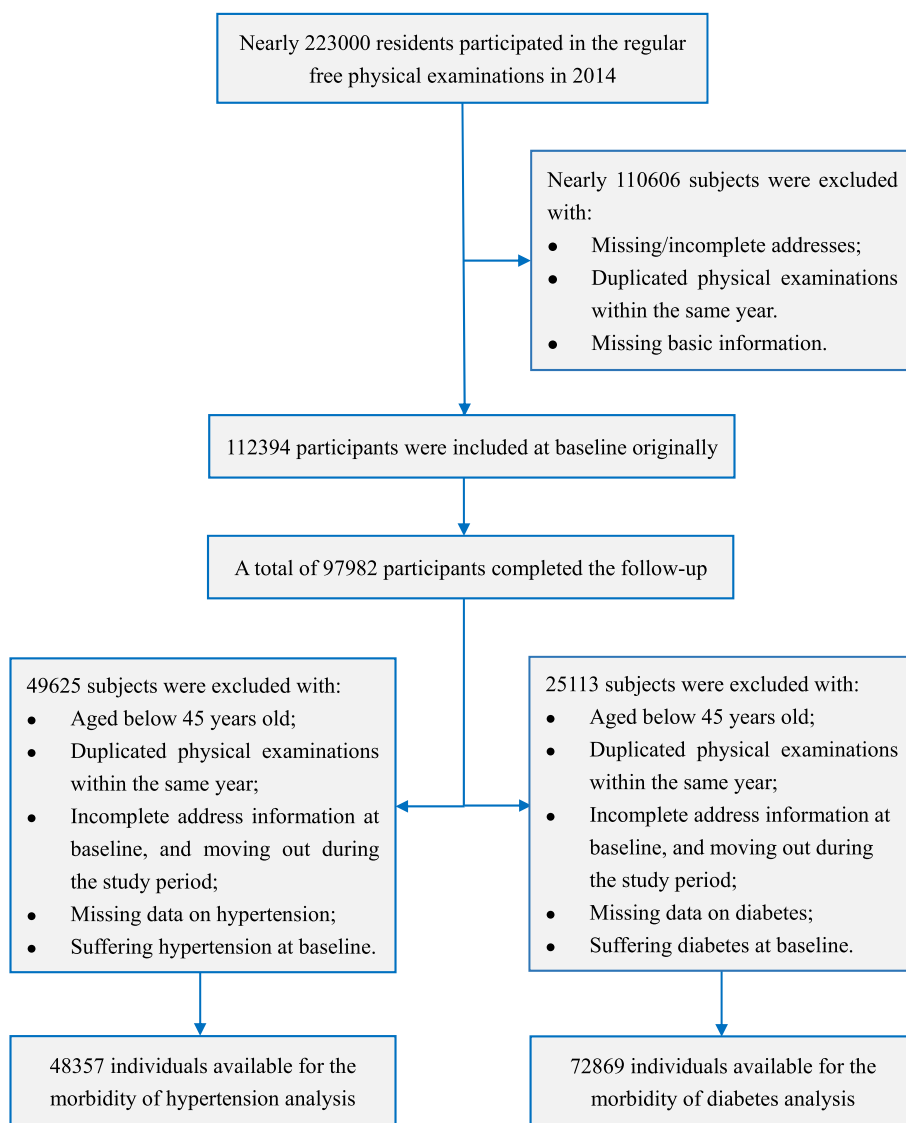 Nearly 223000 residents participated in the regular
free physical examinations in 2014
Nearly 110606 subjects were excluded
with:
● Missing/incomplete addresses;
● Duplicated physical examinations
within the same year.
● Missing basic information.
112394 participants were included at baseline originally
A total of 97982 participants completed the follow-up
49625 subjects were excluded with:
● Aged below 45 years old;
● Duplicated physical examinations
within the same year;
● Incomplete address information at
baseline, and moving out during
the study period;
● Missing data on hypertension;
● Suffering hypertension at baseline.
25113 subjects were excluded with:
● Aged below 45 years old;
● Duplicated physical examinations
within the same year;
● Incomplete address information at
baseline, and moving out during
the study period;
● Missing data on diabetes;
● Suffering diabetes at baseline.
48357 individuals available for the
morbidity of hypertension analysis
72869 individuals available for the
morbidity of diabetes analysis